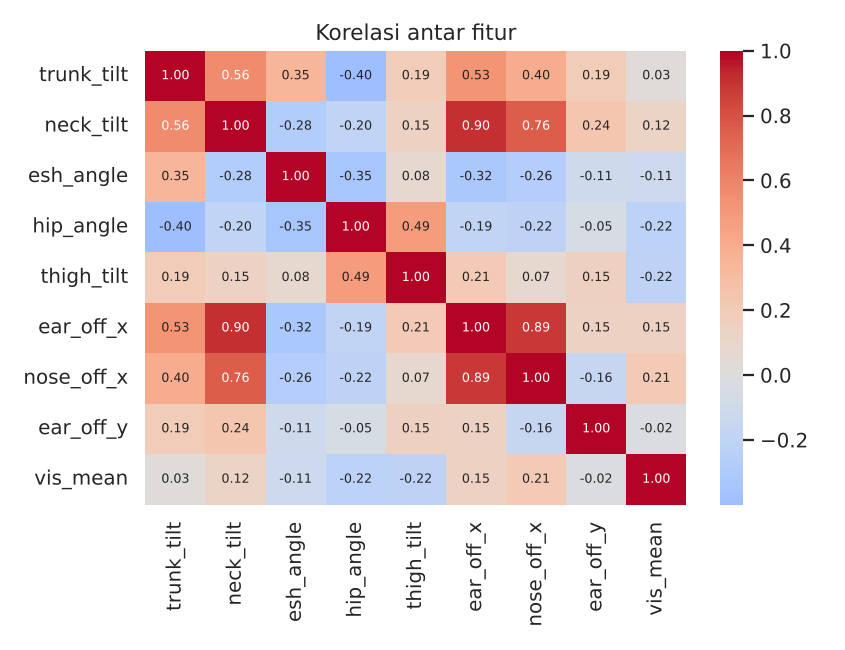 Korelasi antar fitur
trunk_tilt 1.00 0.56 0.35 -0.40 0.19 0.53 0.40 0.19 0.03
neck_tilt 0.56 1.00 -0.28 -0.20 0.15 0.90 0.76 0.24 0.12
esh_angle 0.35 -0.28 1.00 -0.35 0.08 -0.32 -0.26 -0.11 -0.11
hip_angle -0.40 -0.20 -0.35 1.00 0.49 -0.19 -0.22 -0.05 -0.22
thigh_tilt 0.19 0.15 0.08 0.49 1.00 0.21 0.07 0.15 -0.22
ear_off_x 0.53 0.90 -0.32 -0.19 0.21 1.00 0.89 0.15 0.15
nose_off_x 0.40 0.76 -0.26 -0.22 0.07 0.89 1.00 -0.16 0.21
ear_off_y 0.19 0.24 -0.11 -0.05 0.15 0.15 -0.16 1.00 -0.02
vis_mean 0.03 0.12 -0.11 -0.22 -0.22 0.15 0.21 -0.02 1.00
trunk_tilt
neck_tilt
esh_angle
hip_angle
thigh_tilt
ear_off_x
nose_off_x
ear_off_y
vis_mean
1.0
0.8
0.6
0.4
0.2
0.0
−0.2